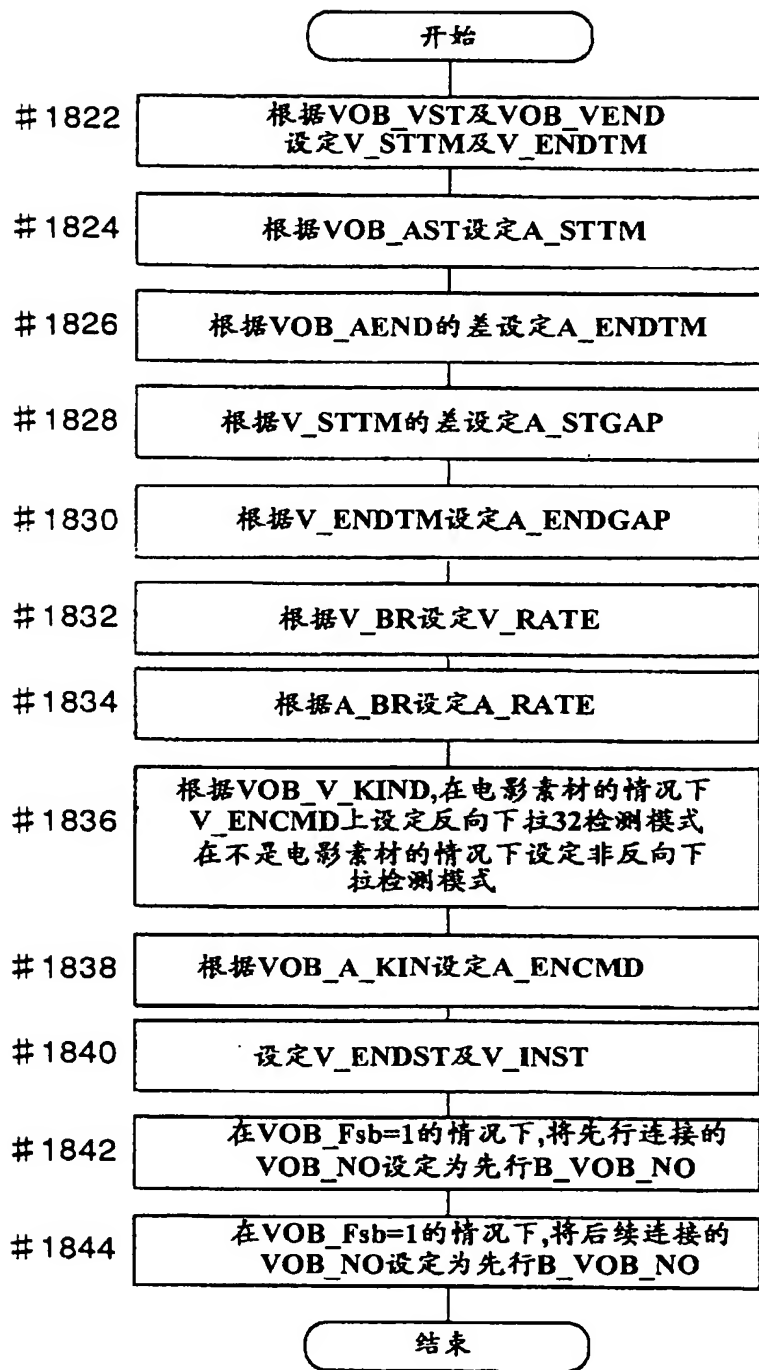 开始
#1822
根据VOB_VST及VOB_VEND
设定V_STTM及V_ENDTM
#1824
根据VOB_AST设定A_STTM
#1826
根据VOB_AEND的差设定A_ENDTM
#1828
根据V_STTM的差设定A_STGAP
#1830
根据V_ENDTM设定A_ENDGAP
#1832
根据V_BR设定V_RATE
#1834
根据A_BR设定A_RATE
#1836
根据VOB_V_KIND,在电影素材的情况下
V_ENCMD上设定反向下拉32检测模式
在不是电影素材的情况下设定非反向下
拉检测模式
#1838
根据VOB_A_KIN设定A_ENCMD
#1840
设定V_ENDST及V_INST
#1842
在VOB_Fsb=1的情况下,将先行连接的
VOB_NO设定为先行B_VOB_NO
#1844
在VOB_Fsb=1的情况下,将后续连接的
VOB_NO设定为先行B_VOB_NO
结束